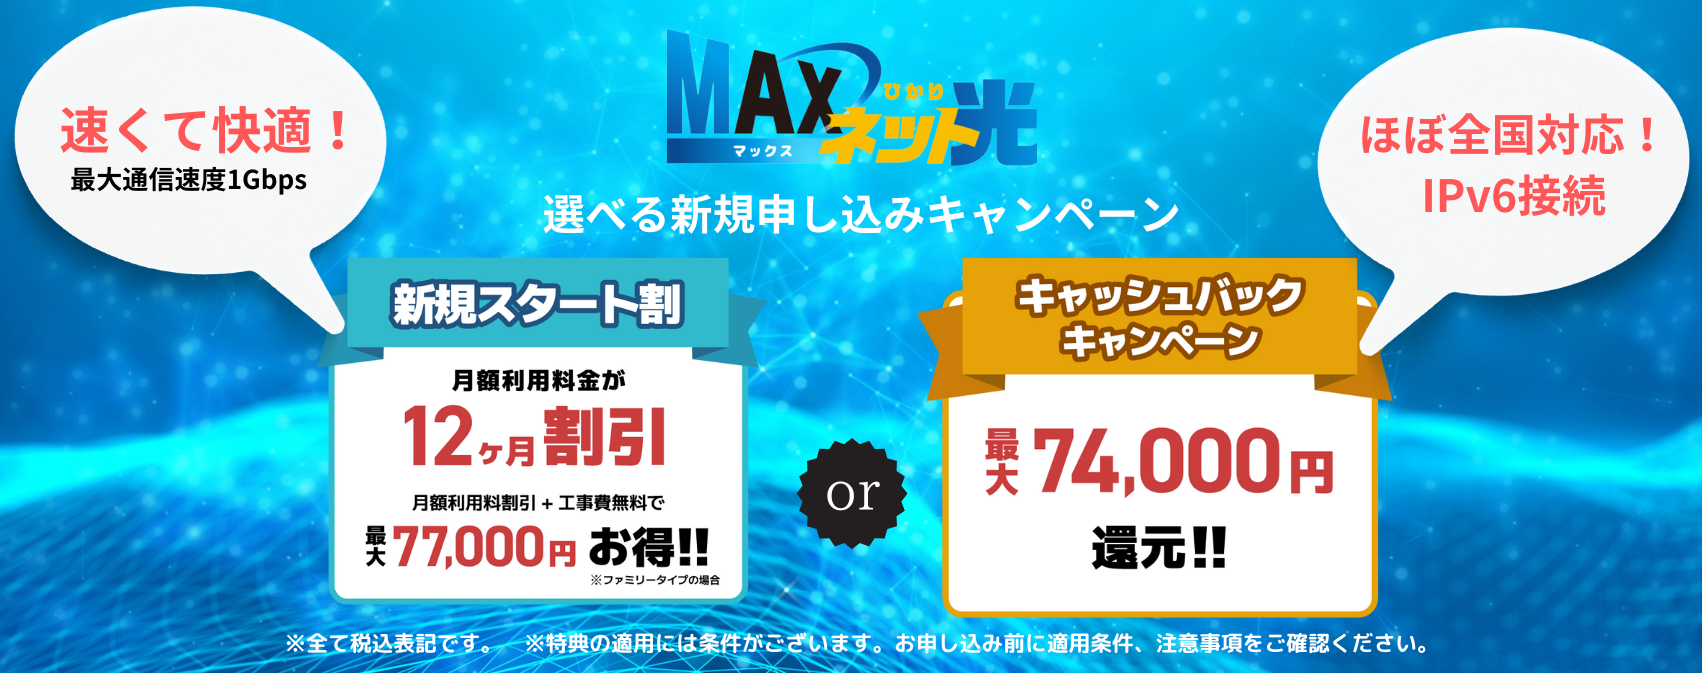 速くて快適！
最大通信速度1Gbps
MAX
マックス
ひかり
ネット光
ほぼ全国対応！
IPv6接続
選べる新規申し込みキャンペーン
新規スタート割
月額利用料金が
12ヶ月割引
月額利用料割引+工事費無料で
最大77,000円お得!!
※ファミリータイプの場合
or
キャッシュバック
キャンペーン
最大74,000円
還元!!
※全て税込表記です。 ※特典の適用には条件がございます。お申し込み前に適用条件、注意事項をご確認ください。